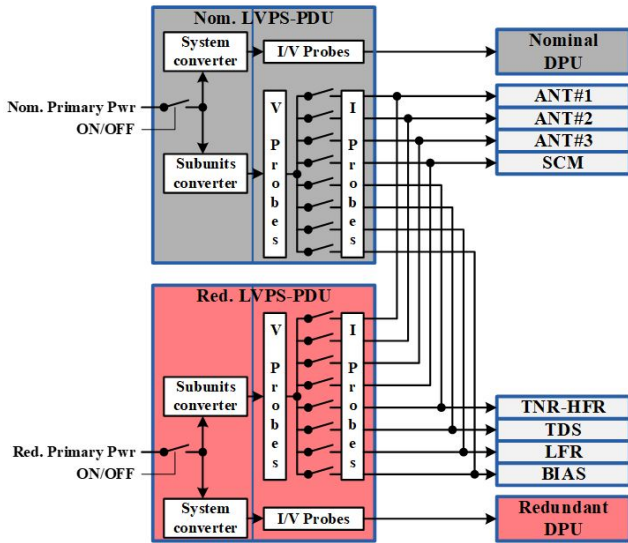 Nom. LVPS-PDU
System
converter
I/V Probes
Nominal
DPU
Nom. Primary Pwr
ON/OFF
Subunits
converter
V
P
r
o
b
e
s
I
P
r
o
b
e
s
ANT#1
ANT#2
ANT#3
SCM
Red. LVPS-PDU
V
P
r
o
b
e
s
I
P
r
o
b
e
s
Subunits
converter
Red. Primary Pwr
ON/OFF
TNR-HFR
TDS
LFR
BIAS
System
converter
I/V Probes
Redundant
DPU